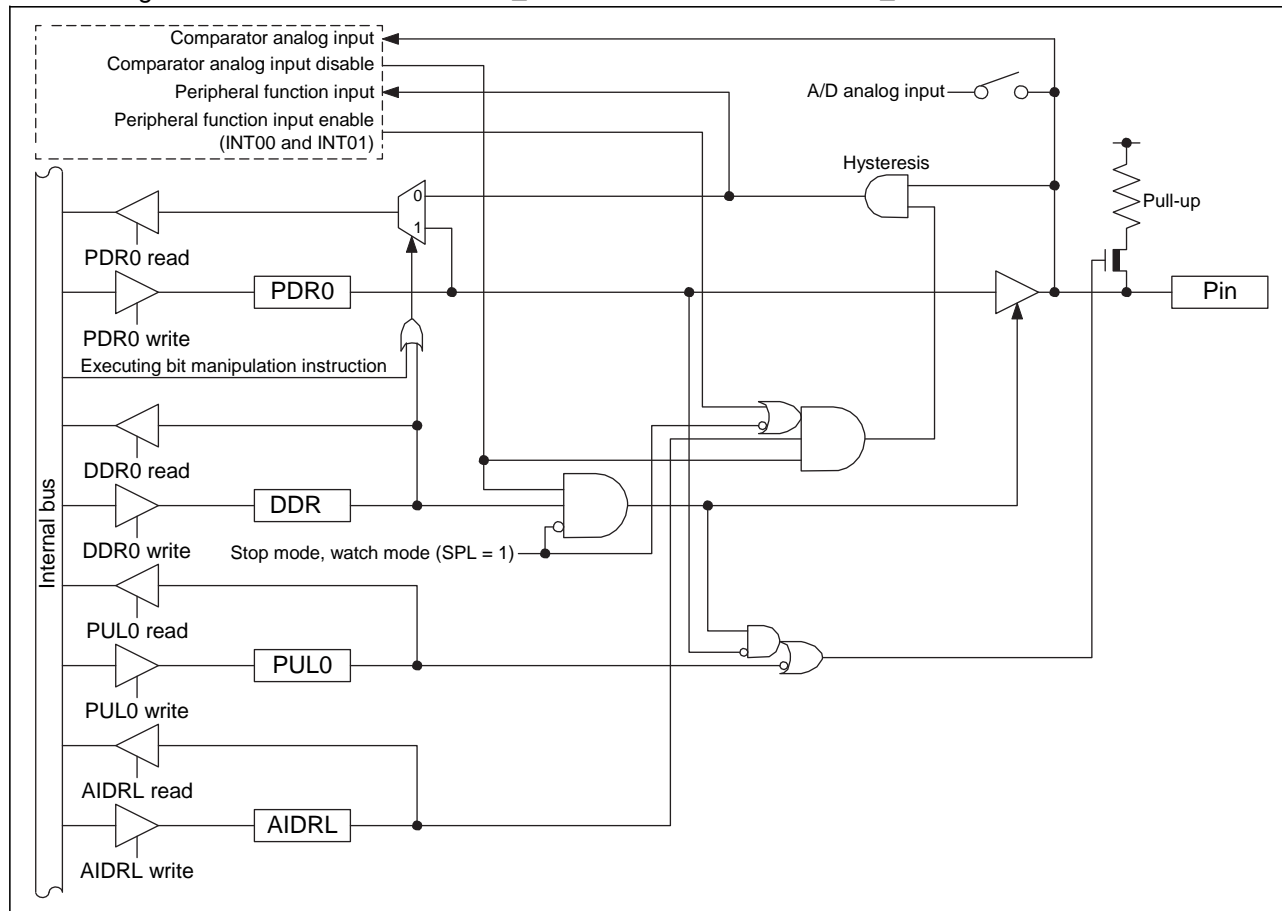 Comparator analog input
Comparator analog input disable
Peripheral function input
Peripheral function input enable
(INT00 and INT01)
A/D analog input
Hysteresis
Pull-up
0
1
PDR0 read
PDR0
Pin
PDR0 write
Executing bit manipulation instruction
DDR0 read
DDR
DDR0 write
Stop mode, watch mode (SPL = 1)
Internal bus
PUL0 read
PUL0
PUL0 write
AIDRL read
AIDRL
AIDRL write